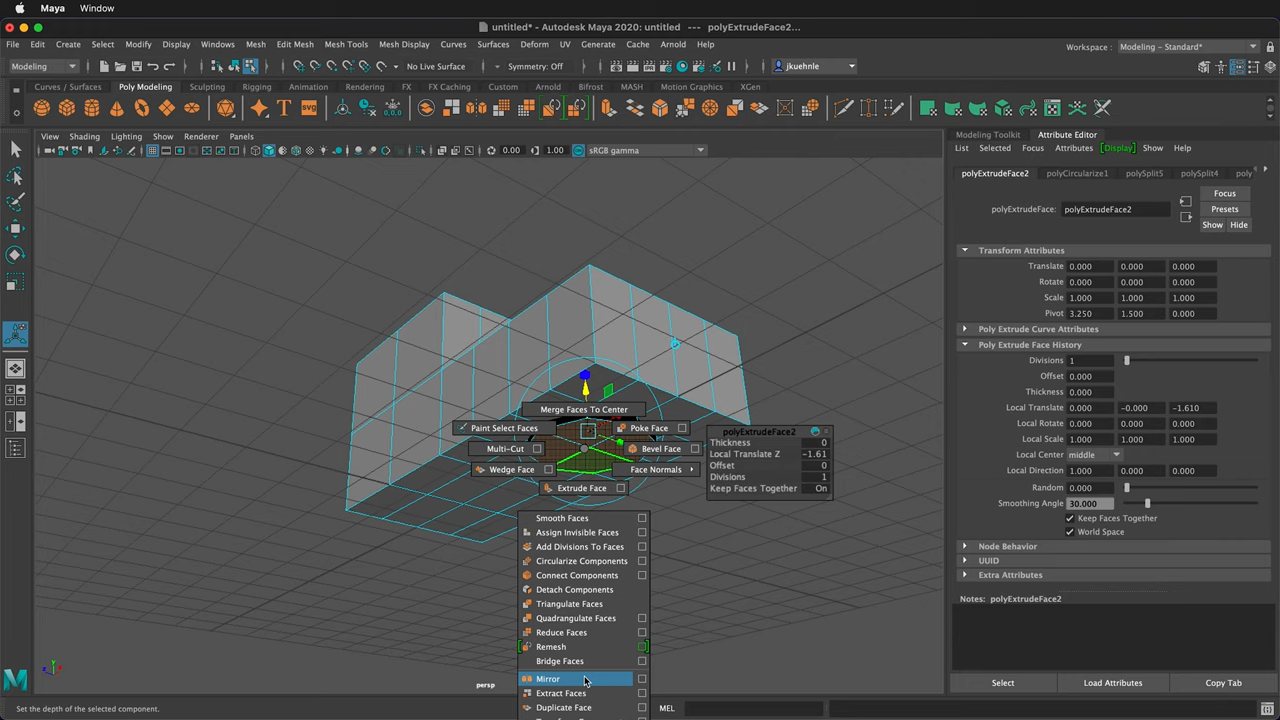 Maya Window
untitled* - Autodesk Maya 2020: untitled --- polyExtrudeFace2...
File Edit Create Select Modify Display Windows Mesh Edit Mesh Mesh Tools Mesh Display Curves Surfaces Deform UV Generate Cache Arnold Help
Workspace : Modeling - Standard*
Modeling No Live Surface Symmetry: Off jkuehnle
Curves / Surfaces Poly Modeling Sculpting Rigging Animation Rendering FX FX Caching Custom Arnold Bifrost MASH Motion Graphics XGen
SVG
0,0,0
View Shading Lighting Show Renderer Panels
0.00 1.00 sRGB gamma
Modeling Toolkit Attribute Editor
List Selected Focus Attributes [Display] Show Help
polyExtrudeFace2 polyCircularize1 polySplit5 polySplit4 poly
Focus
polyExtrudeFace: polyExtrudeFace2 Presets
Show Hide
Transform Attributes
Translate 0.000 0.000 0.000
Rotate 0.000 0.000 0.000
Scale 1.000 1.000 1.000
Pivot 3.250 1.500 0.000
Poly Extrude Curve Attributes
Poly Extrude Face History
Divisions 1
Offset 0.000
Thickness 0.000
Local Translate 0.000 -0.000 -1.610
Local Rotate 0.000 0.000 0.000
Local Scale 1.000 1.000 1.000
Local Center middle
Local Direction 1.000 0.000 0.000
Random 0.000
Smoothing Angle 30.000
Keep Faces Together
World Space
Node Behavior
UUID
Extra Attributes
Notes: polyExtrudeFace2
Select Load Attributes Copy Tab
Merge Faces To Center
Paint Select Faces Poke Face
Multi-Cut Bevel Face
Wedge Face Face Normals
Extrude Face
polyExtrudeFace2
Thickness 0
Local Translate Z -1.61
Offset 0
Divisions 1
Keep Faces Together On
Smooth Faces
Assign Invisible Faces
Add Divisions To Faces
Circularize Components
Connect Components
Detach Components
Triangulate Faces
Quadrangulate Faces
Reduce Faces
Remesh
Bridge Faces
Mirror
Extract Faces
Duplicate Face
persp
Set the depth of the selected component. MEL